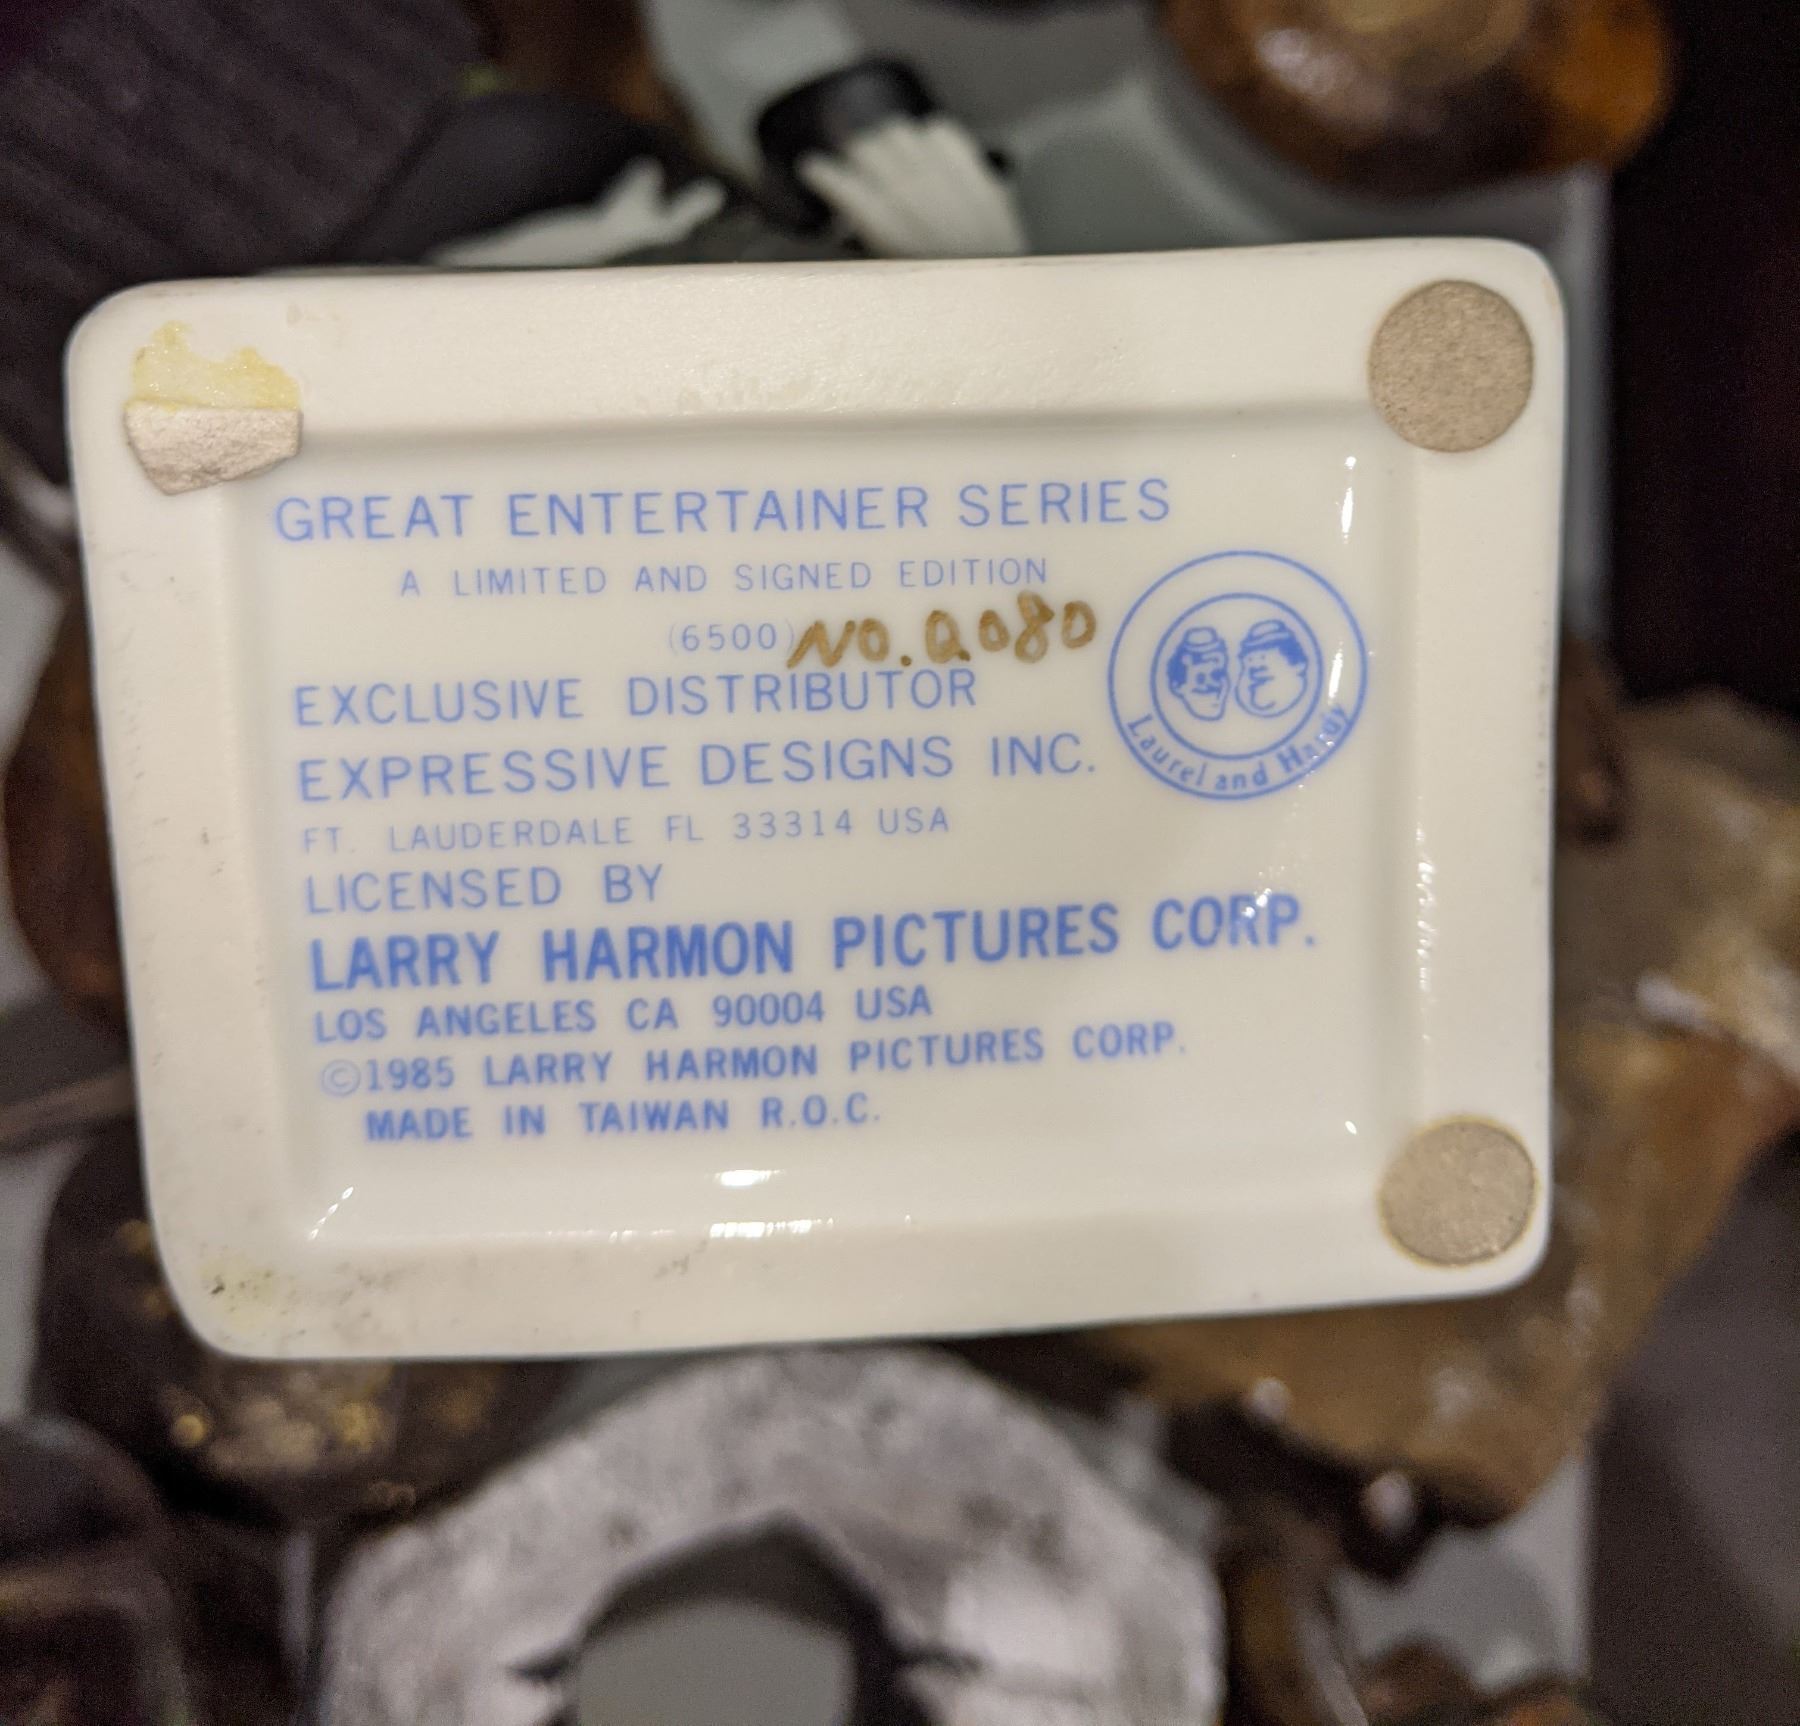 GREAT ENTERTAINER SERIES
A LIMITED AND SIGNED EDITION
(6500) NO. 2080
EXCLUSIVE DISTRIBUTOR
EXPRESSIVE DESIGNS INC.
FT. LAUDERDALE FL 33314 USA
LICENSED BY
LARRY HARMON PICTURES CORP.
LOS ANGELES CA 90004 USA
©1985 LARRY HARMON PICTURES CORP.
MADE IN TAIWAN R.O.C.
Laurel and Hardy